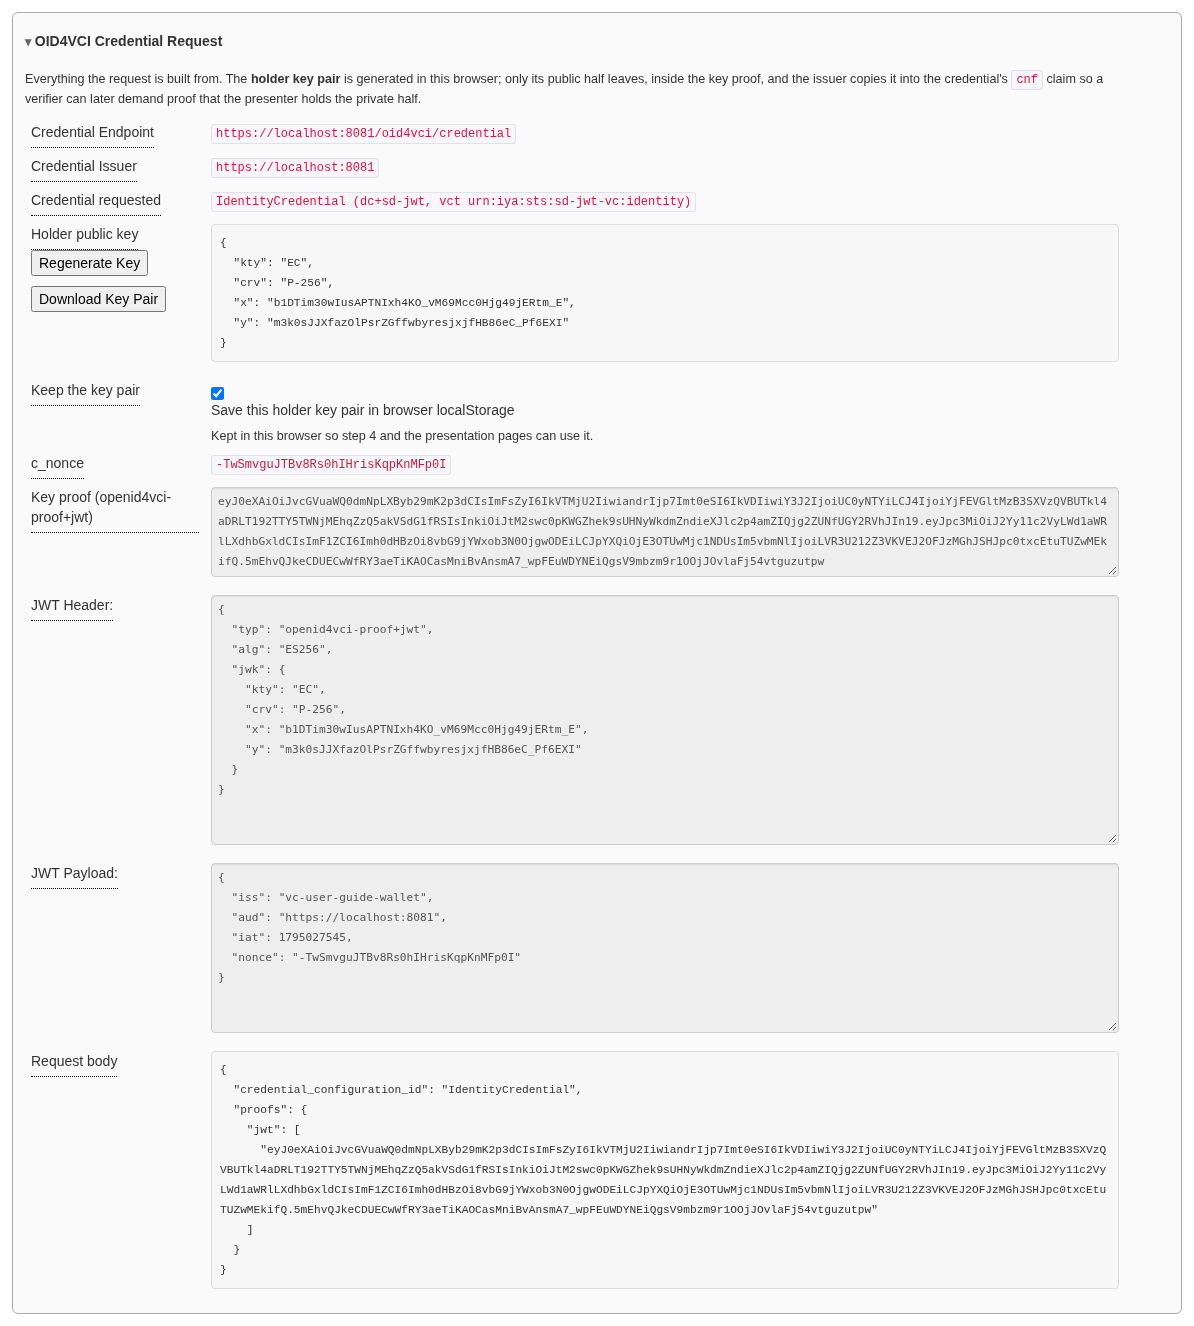 ▾ OID4VCI Credential Request
Everything the request is built from. The holder key pair is generated in this browser; only its public half leaves, inside the key proof, and the issuer copies it into the credential's cnf claim so a
verifier can later demand proof that the presenter holds the private half.
Credential Endpoint
https://localhost:8081/oid4vci/credential
Credential Issuer
https://localhost:8081
Credential requested
IdentityCredential (dc+sd-jwt, vct urn:iya:sts:sd-jwt-vc:identity)
Holder public key
Regenerate Key
Download Key Pair
{
  "kty": "EC",
  "crv": "P-256",
  "x": "b1DTim30wIusAPTNIxh4KO_vM69Mcc0Hjg49jERtm_E",
  "y": "m3k0sJJXfazOlPsrZGffwbyresjxjfHB86eC_Pf6EXI"
}
Keep the key pair
Save this holder key pair in browser localStorage
Kept in this browser so step 4 and the presentation pages can use it.
c_nonce
-TwSmvguJTBv8Rs0hIHrisKqpKnMFp0I
Key proof (openid4vci-
proof+jwt)
eyJ0eXAiOiJvcGVuaWQ0dmNpLXByb29mK2p3dCIsImFsZyI6IkVTMjU2IiwiandrIjp7Imt0eSI6IkVDIiwiY3J2IjoiUC0yNTYiLCJ4IjoiYjFEVGltMzB3SXVzQVBUTkl4
aDRLT192TTY5TWNjMEhqZzQ5akVSdG1fRSIsInkiOiJtM2swc0pKWGZhek9sUHNyWkdmZndieXJlc2p4amZIQjg2ZUNfUGY2RVhJIn19.eyJpc3MiOiJ2Yy11c2VyLWd1aWR
lLXdhbGxldCIsImF1ZCI6Imh0dHBzOi8vbG9jYWxob3N0OjgwODEiLCJpYXQiOjE3OTUwMjc1NDUsIm5vbmNlIjoiLVR3U212Z3VKVEJ2OFJzMGhJSHJpc0txcEtuTUZwMEk
ifQ.5mEhvQJkeCDUECwWfRY3aeTiKAOCasMniBvAnsmA7_wpFEuWDYNEiQgsV9mbzm9r1OOjJOvlaFj54vtguzutpw
JWT Header:
{
  "typ": "openid4vci-proof+jwt",
  "alg": "ES256",
  "jwk": {
    "kty": "EC",
    "crv": "P-256",
    "x": "b1DTim30wIusAPTNIxh4KO_vM69Mcc0Hjg49jERtm_E",
    "y": "m3k0sJJXfazOlPsrZGffwbyresjxjfHB86eC_Pf6EXI"
  }
}
JWT Payload:
{
  "iss": "vc-user-guide-wallet",
  "aud": "https://localhost:8081",
  "iat": 1795027545,
  "nonce": "-TwSmvguJTBv8Rs0hIHrisKqpKnMFp0I"
}
Request body
{
  "credential_configuration_id": "IdentityCredential",
  "proofs": {
    "jwt": [
      "eyJ0eXAiOiJvcGVuaWQ0dmNpLXByb29mK2p3dCIsImFsZyI6IkVTMjU2IiwiandrIjp7Imt0eSI6IkVDIiwiY3J2IjoiUC0yNTYiLCJ4IjoiYjFEVGltMzB3SXVzQ
VBUTkl4aDRLT192TTY5TWNjMEhqZzQ5akVSdG1fRSIsInkiOiJtM2swc0pKWGZhek9sUHNyWkdmZndieXJlc2p4amZIQjg2ZUNfUGY2RVhJIn19.eyJpc3MiOiJ2Yy11c2Vy
LWd1aWRlLXdhbGxldCIsImF1ZCI6Imh0dHBzOi8vbG9jYWxob3N0OjgwODEiLCJpYXQiOjE3OTUwMjc1NDUsIm5vbmNlIjoiLVR3U212Z3VKVEJ2OFJzMGhJSHJpc0txcEtu
TUZwMEkifQ.5mEhvQJkeCDUECwWfRY3aeTiKAOCasMniBvAnsmA7_wpFEuWDYNEiQgsV9mbzm9r1OOjJOvlaFj54vtguzutpw"
    ]
  }
}